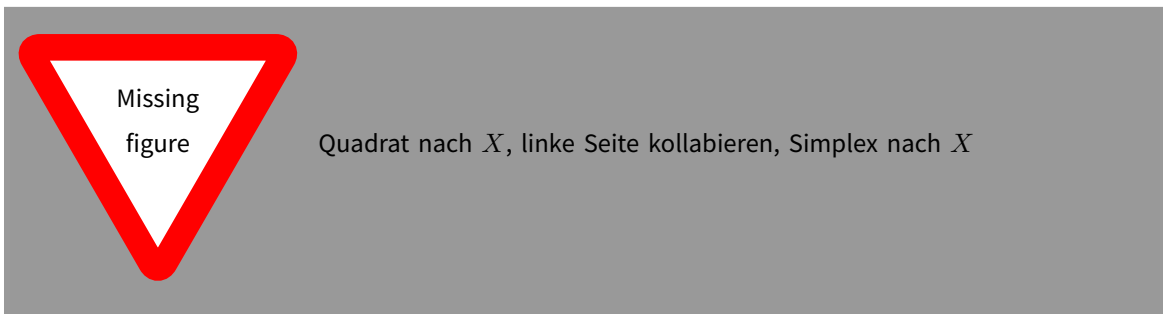 Missing
figure
Quadrat nach X, linke Seite kollabieren, Simplex nach X